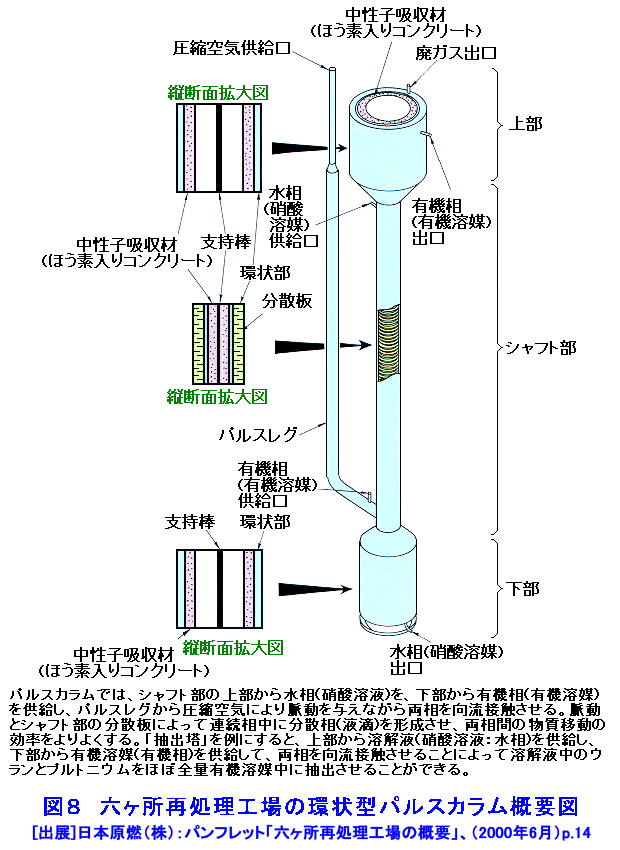 中性子吸収材
(ほう素入りコンクリート)
圧縮空気供給口
廃ガス出口
縦断面拡大図
上部
水相
(硝酸
溶媒)
供給口
有機相
(有機溶媒)
出口
中性子吸収材
(ほう素入りコンクリート)
支持棒
環状部
分散板
縦断面拡大図
シャフト部
パルスレグ
有機相
(有機溶媒)
供給口
支持棒
環状部
下部
中性子吸収材
(ほう素入りコンクリート)
縦断面拡大図
水相(硝酸溶媒)
出口
パルスカラムでは、シャフト部の上部から水相(硝酸溶液)を、下部から有機相(有機溶媒)
を供給し、パルスレグから圧縮空気により脈動を与えながら両相を向流接触させる。脈動
とシャフト部の分散板によって連続相中に分散相(液滴)を形成させ、両相間の物質移動の
効率をよりよくする。「抽出塔」を例にすると、上部から溶解液(硝酸溶液:水相)を供給し、
下部から有機溶媒(有機相)を供給して、両相を向流接触させることによって溶解液中のウ
ランとプルトニウムをほぼ全量有機溶媒中に抽出させることができる。
図8 六ヶ所再処理工場の環状型パルスカラム概要図
[出展]日本原燃(株):パンフレット「六ヶ所再処理工場の概要」、(2000年6月)p.14